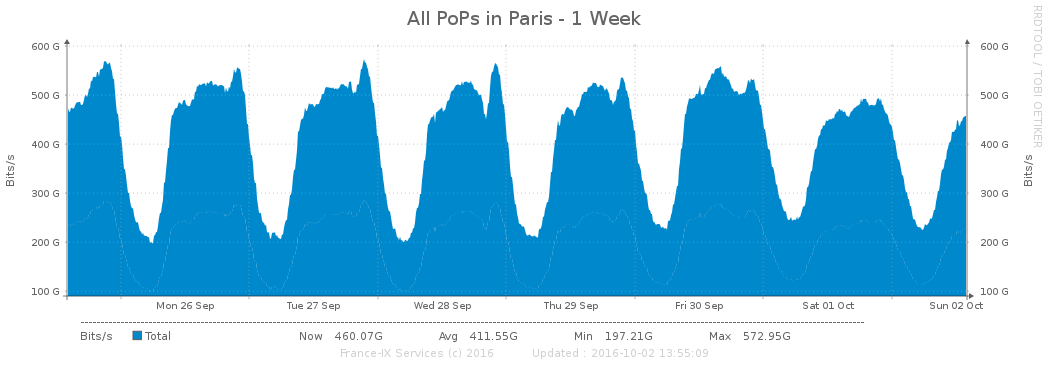 All PoPs in Paris - 1 Week
RRDTOOL / TOBI OETIKER
Bits/s
600 G
500 G
400 G
300 G
200 G
100 G
600 G
500 G
400 G
300 G
200 G
100 G
Bits/s
Mon 26 Sep Tue 27 Sep Wed 28 Sep Thu 29 Sep Fri 30 Sep Sat 01 Oct Sun 02 Oct
Bits/s Total Now 460.07G Avg 411.55G Min 197.21G Max 572.95G
France-IX Services (c) 2016 Updated : 2016-10-02 13:55:09